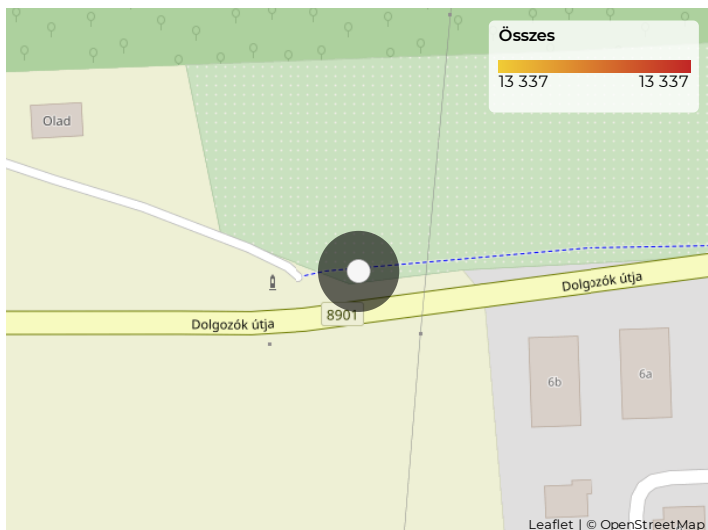 Összes
13 337 13 337
Olad
Dolgozók útja
8901
Dolgozók útja
6b
6a
Leaflet | © OpenStreetMap